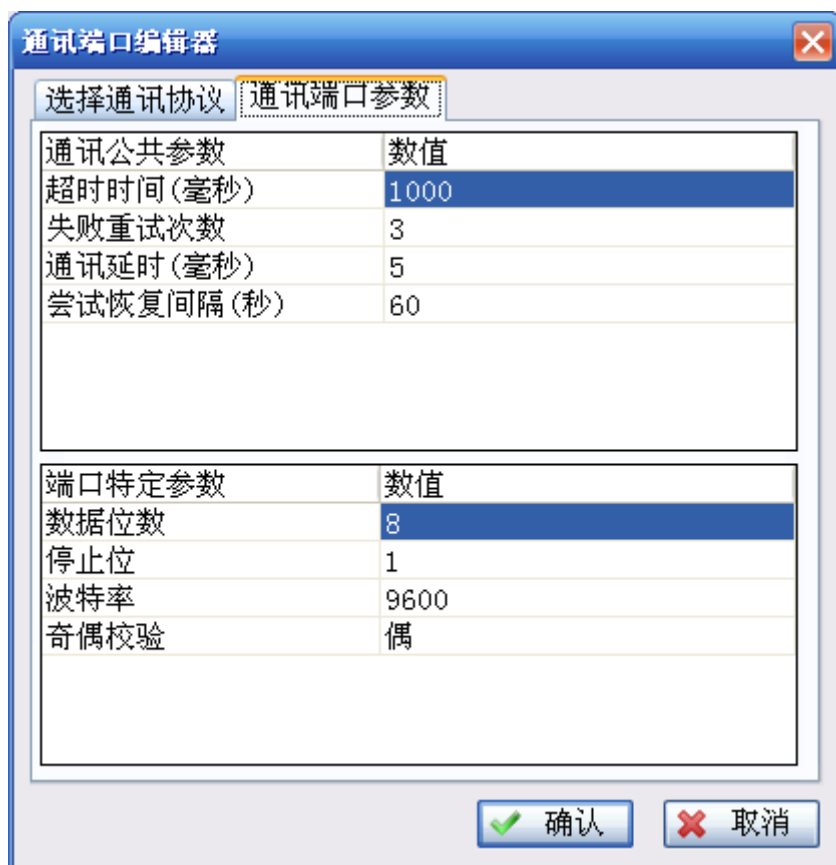 通讯端口编辑器
选择通讯协议 通讯端口参数
通讯公共参数 数值
超时时间(毫秒) 1000
失败重试次数 3
通讯延时(毫秒) 5
尝试恢复间隔(秒) 60
端口特定参数 数值
数据位数 8
停止位 1
波特率 9600
奇偶校验 偶
确认 取消